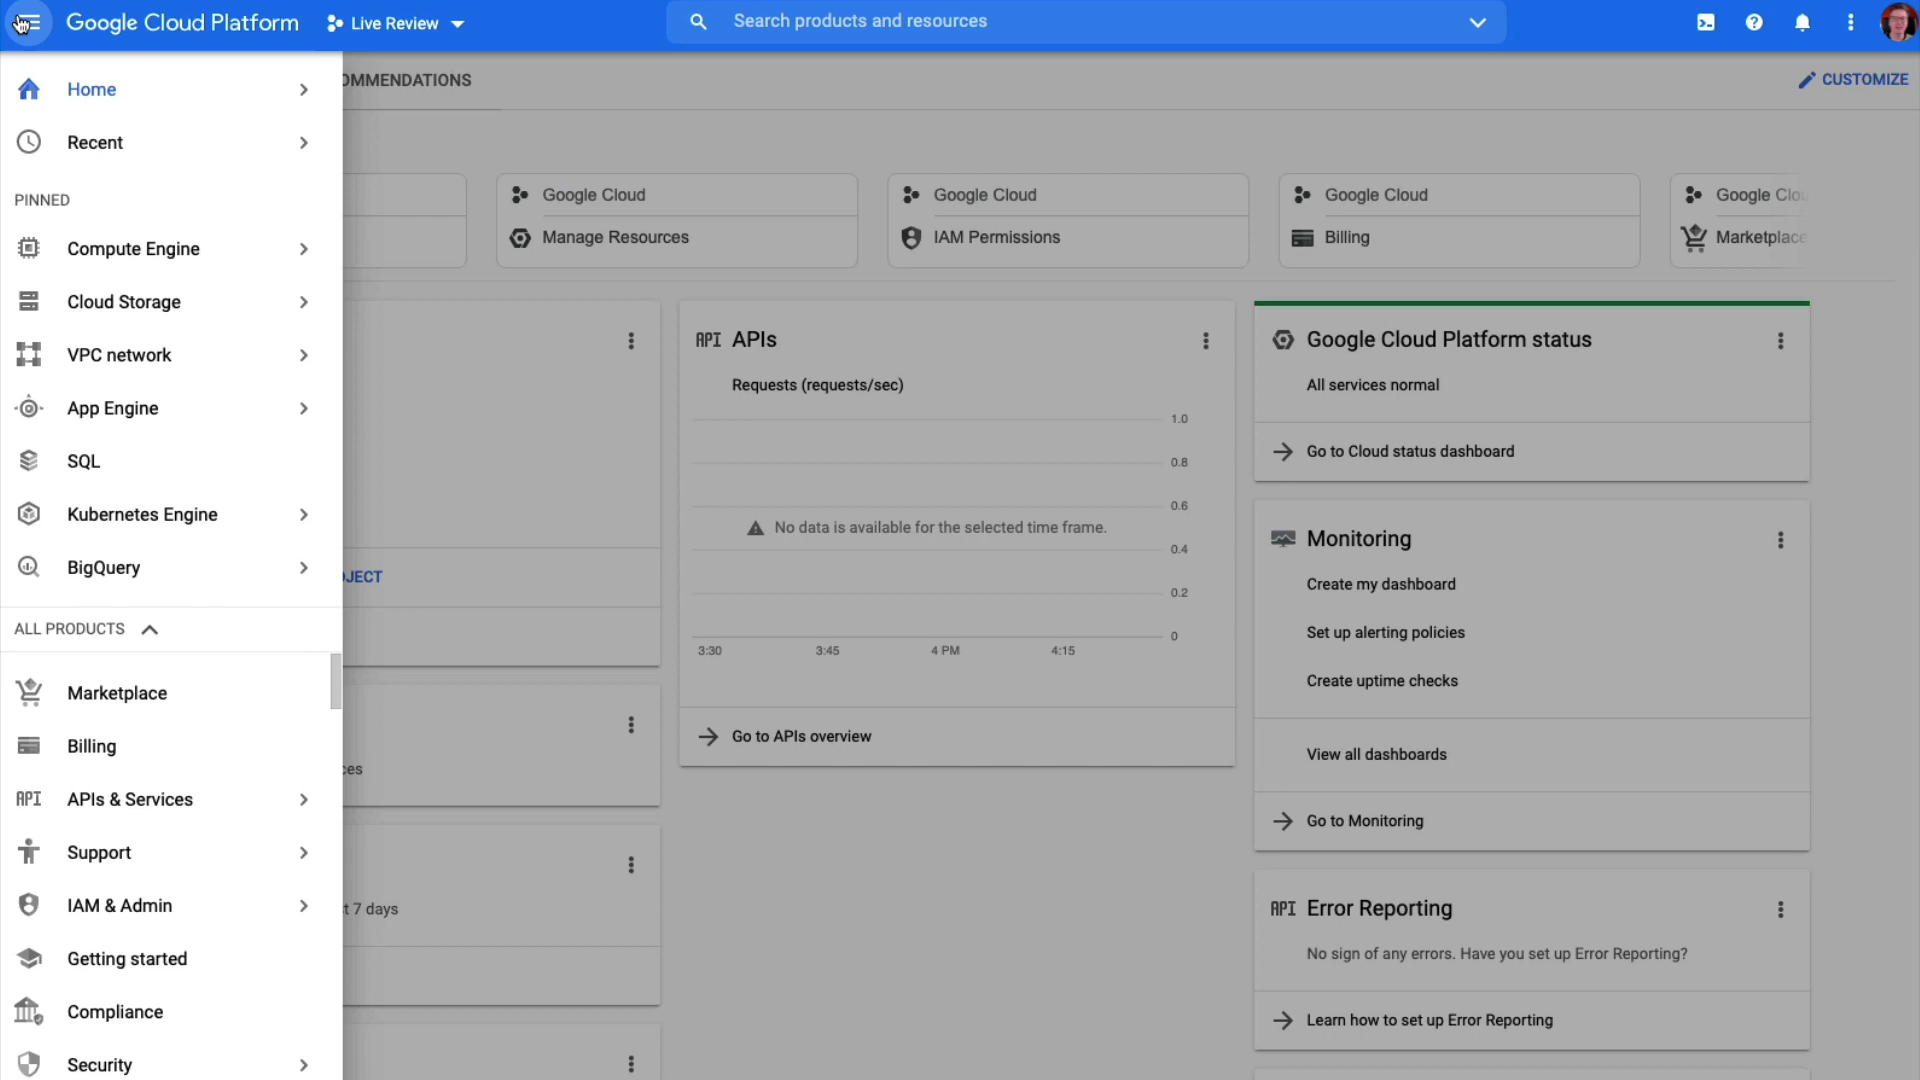 Google Cloud Platform
Live Review
Search products and resources
Home
Recent
PINNED
Compute Engine
Cloud Storage
VPC network
App Engine
SQL
Kubernetes Engine
BigQuery
ALL PRODUCTS
Marketplace
Billing
API APIs & Services
Support
IAM & Admin
Getting started
Compliance
Security
OMMENDATIONS
CUSTOMIZE
Google Cloud
Manage Resources
Google Cloud
IAM Permissions
Google Cloud
Billing
Google Clou
Marketplace
OJECT
ces
t 7 days
API APIs
Requests (requests/sec)
1.0
0.8
0.6
No data is available for the selected time frame.
0.4
0.2
0
3:30 3:45 4 PM 4:15
Go to APIs overview
Google Cloud Platform status
All services normal
Go to Cloud status dashboard
Monitoring
Create my dashboard
Set up alerting policies
Create uptime checks
View all dashboards
Go to Monitoring
API Error Reporting
No sign of any errors. Have you set up Error Reporting?
Learn how to set up Error Reporting